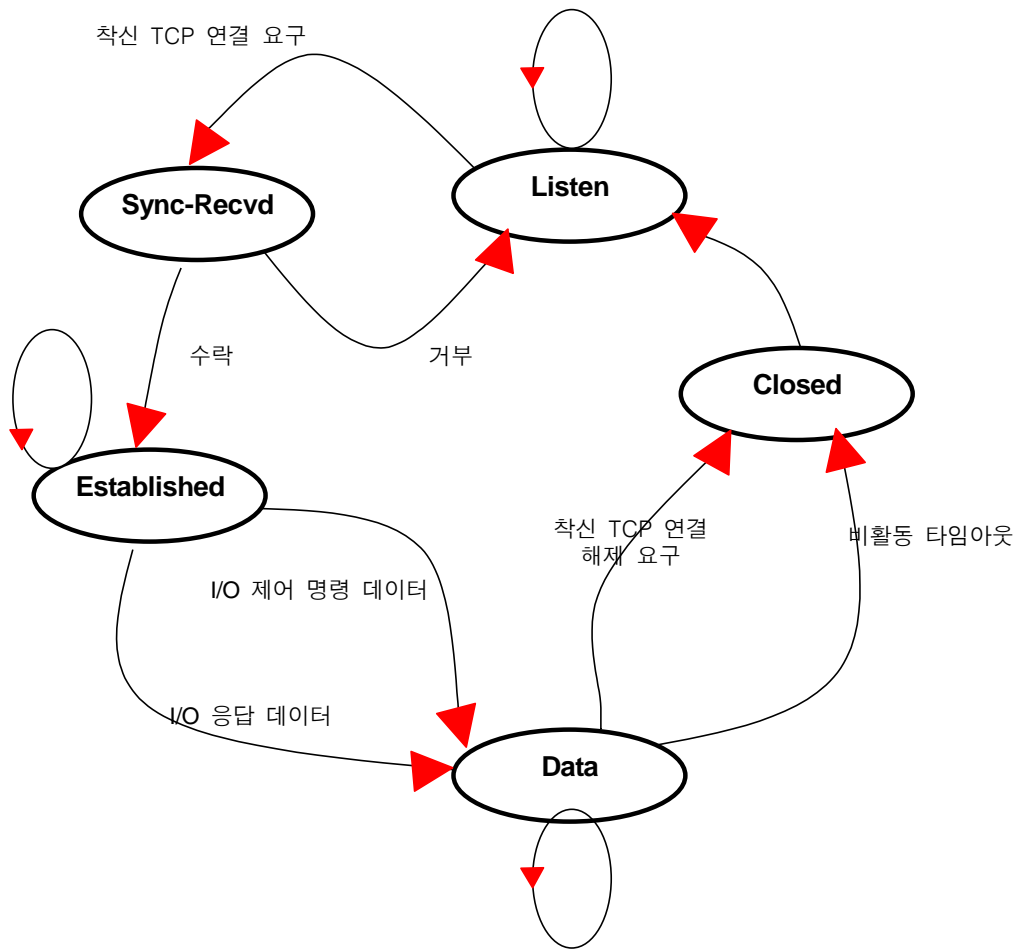 착신 TCP 연결 요구
Listen
Sync-Recvd
수락
거부
Closed
Established
착신 TCP 연결
해제 요구
비활동 타임아웃
I/O 제어 명령 데이터
I/O 응답 데이터
Data